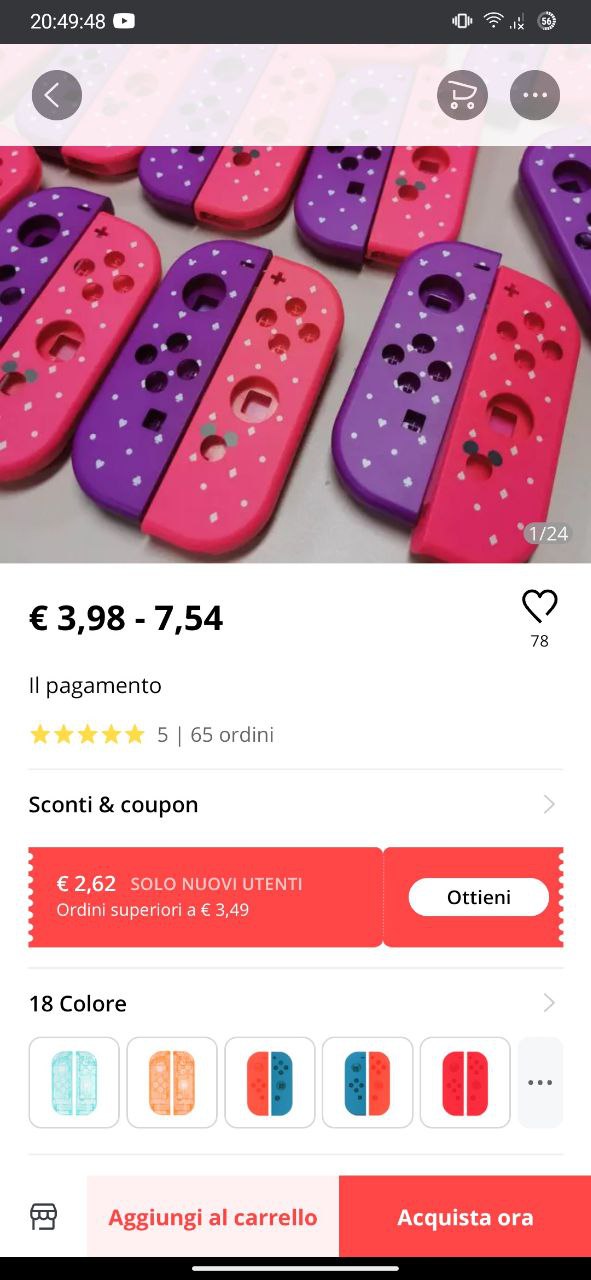 20:49:48
56
1/24
€ 3,98 - 7,54
78
Il pagamento
5 | 65 ordini
Sconti & coupon
€ 2,62 SOLO NUOVI UTENTI
Ordini superiori a € 3,49
Ottieni
18 Colore
Aggiungi al carrello
Acquista ora